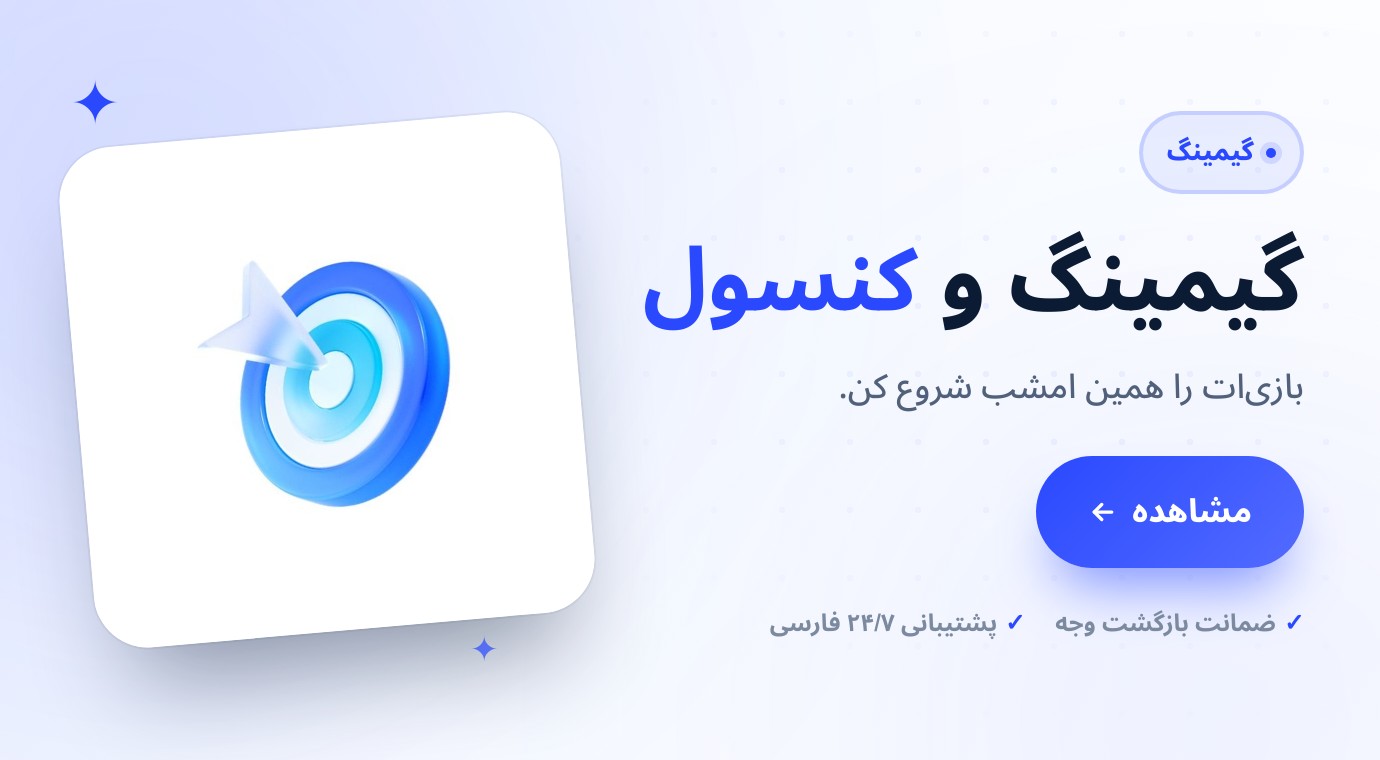 گیمینگ
گیمینگ و کنسول
بازی‌ات را همین امشب شروع کن.
مشاهده ←
✓ ضمانت بازگشت وجه ✓ پشتیبانی ۲۴/۷ فارسی